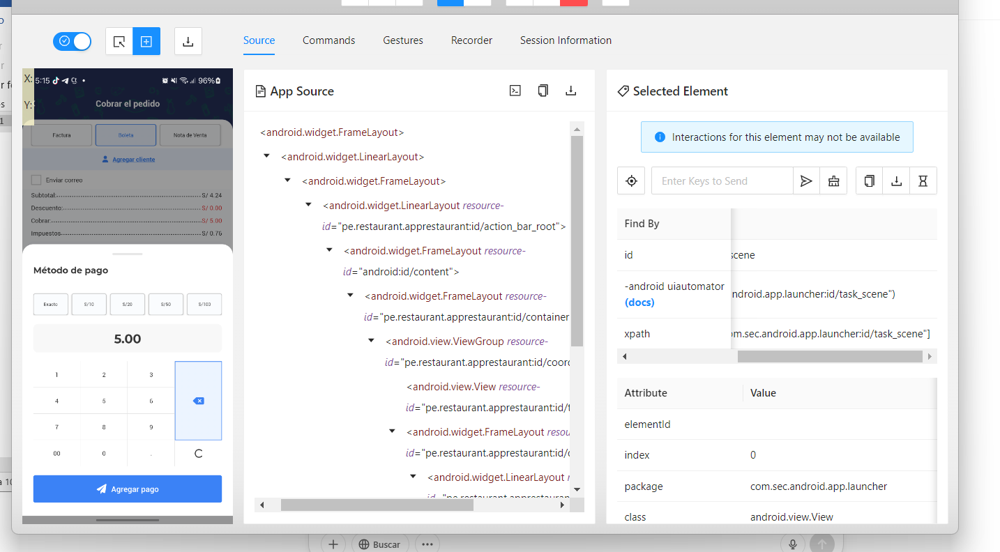 Source
Commands
Gestures
Recorder
Session Information
X:
Y:
5:15
96%
Cobrar el pedido
Factura
Boleta
Nota de Venta
Agregar cliente
Enviar correo
Subtotal: S/ 4.24
Descuento: S/ 0.00
Cobrar: S/ 5.00
Impuestos S/ 0.76
Método de pago
Exacto
S/10
S/20
S/50
S/100
5.00
1 2 3
4 5 6
7 8 9
00 0 . C
Agregar pago
App Source
<android.widget.FrameLayout>
<android.widget.LinearLayout>
<android.widget.FrameLayout>
<android.widget.LinearLayout resource-
id="pe.restaurant.apprestaurant:id/action_bar_root">
<android.widget.FrameLayout resource-
id="android:id/content">
<android.widget.FrameLayout resource-
id="pe.restaurant.apprestaurant:id/container
<android.view.ViewGroup resource-
id="pe.restaurant.apprestaurant:id/coord
<android.view.View resource-
id="pe.restaurant.apprestaurant:id/t
<android.widget.FrameLayout resou
id="pe.restaurant.apprestaurant:id/c
<android.widget.LinearLayout r
id="pe.restaurant.apprestauran
Selected Element
Interactions for this element may not be available
Enter Keys to Send
Find By
id
scene
-android uiautomator
(docs)
ndroid.app.launcher:id/task_scene")
xpath
om.sec.android.app.launcher:id/task_scene"]
Attribute
Value
elementId
index
0
package
com.sec.android.app.launcher
class
android.view.View
Buscar